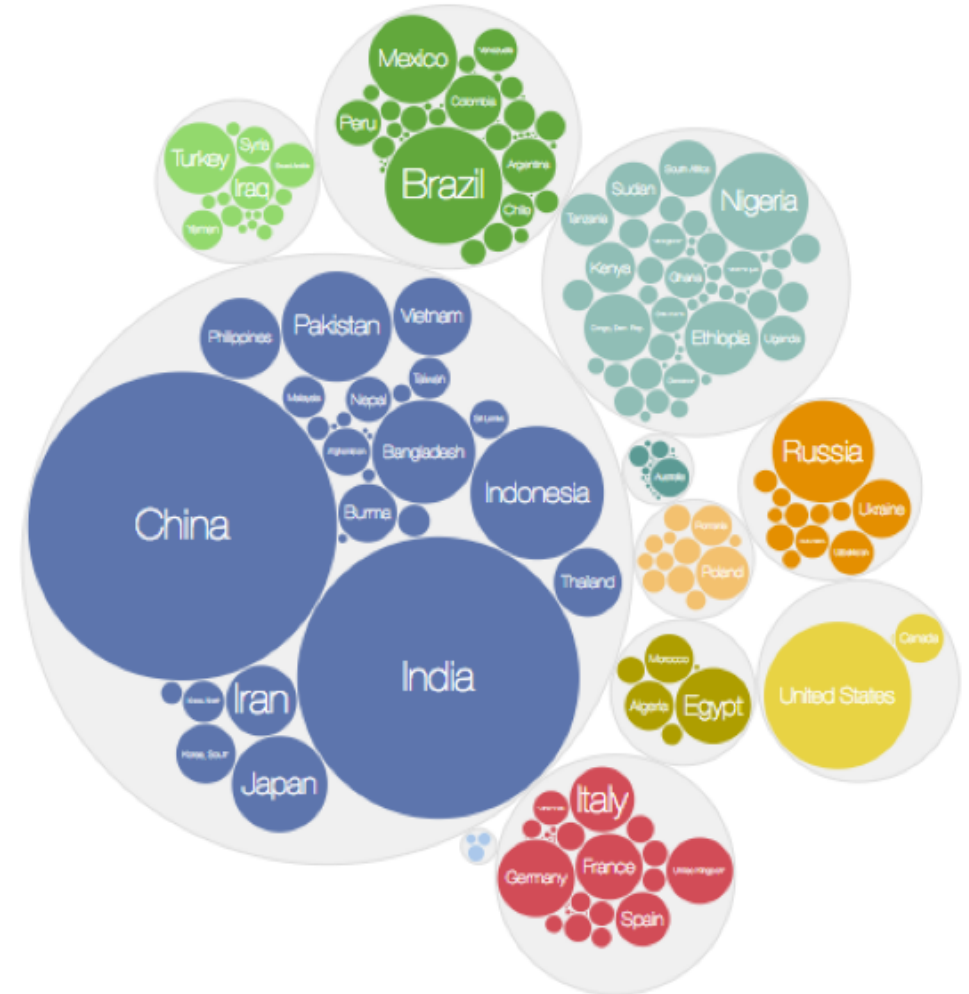 Mexico
Venezuela
Colombia
Peru
Brazil
Argentina
Chile
Turkey
Syria
Saudi Arabia
Iraq
Yemen
South Africa
Sudan
Nigeria
Tanzania
Kenya
Ghana
Congo, Dem. Rep.
Ethiopia
Uganda
Pakistan
Vietnam
Philippines
Taiwan
Malaysia
Nepal
Sri Lanka
Afghanistan
Bangladesh
China
Burma
Indonesia
Thailand
India
Iran
Korea, North
Korea, South
Japan
Australia
Russia
Ukraine
Uzbekistan
Romania
Poland
Canada
United States
Morocco
Algeria
Egypt
Italy
Germany
France
United Kingdom
Spain